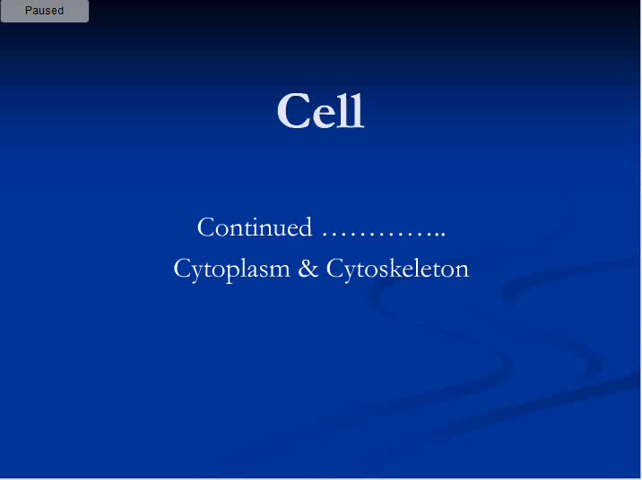 Paused
Cell
Continued …………..
Cytoplasm & Cytoskeleton